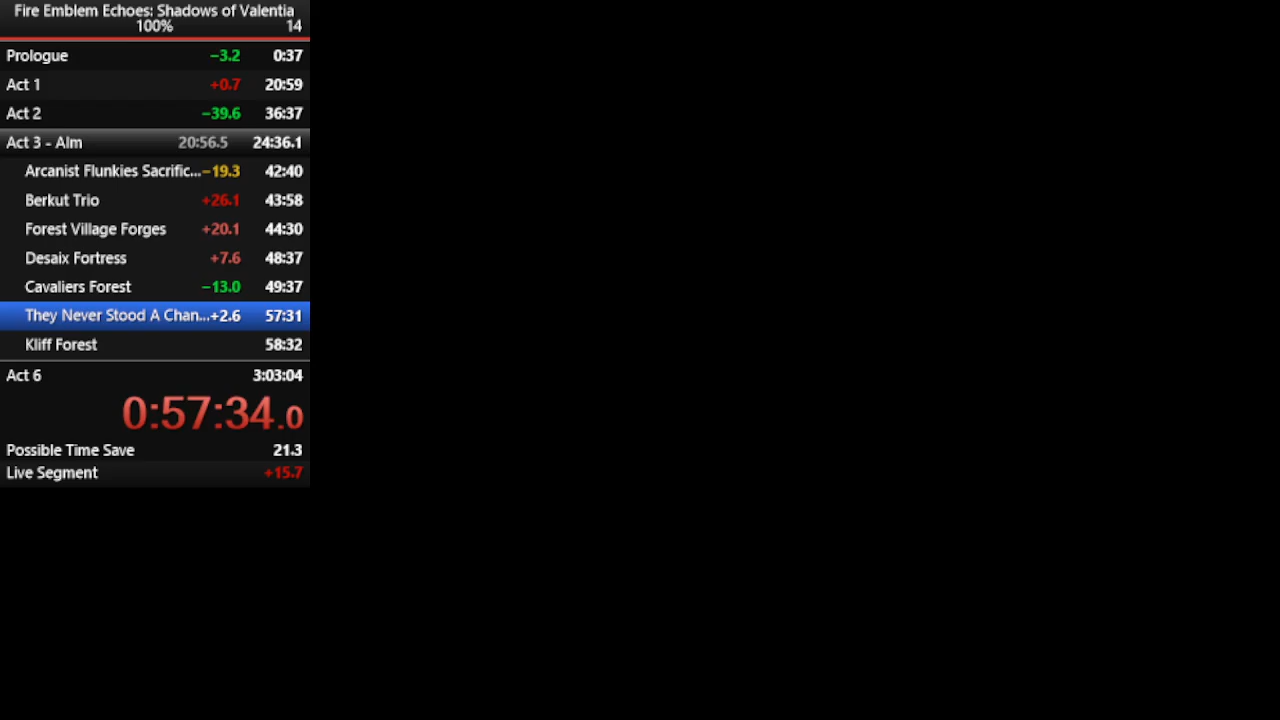 Fire Emblem Echoes: Shadows of Valentia
100% 14
Prologue −3.2 0:37
Act 1 +0.7 20:59
Act 2 −39.6 36:37
Act 3 - Alm 20:56.5 24:36.1
Arcanist Flunkies Sacrific... −19.3 42:40
Berkut Trio +26.1 43:58
Forest Village Forges +20.1 44:30
Desaix Fortress +7.6 48:37
Cavaliers Forest −13.0 49:37
They Never Stood A Chan... +2.6 57:31
Kliff Forest 58:32
Act 6 3:03:04
0:57:34.0
Possible Time Save 21.3
Live Segment +15.7